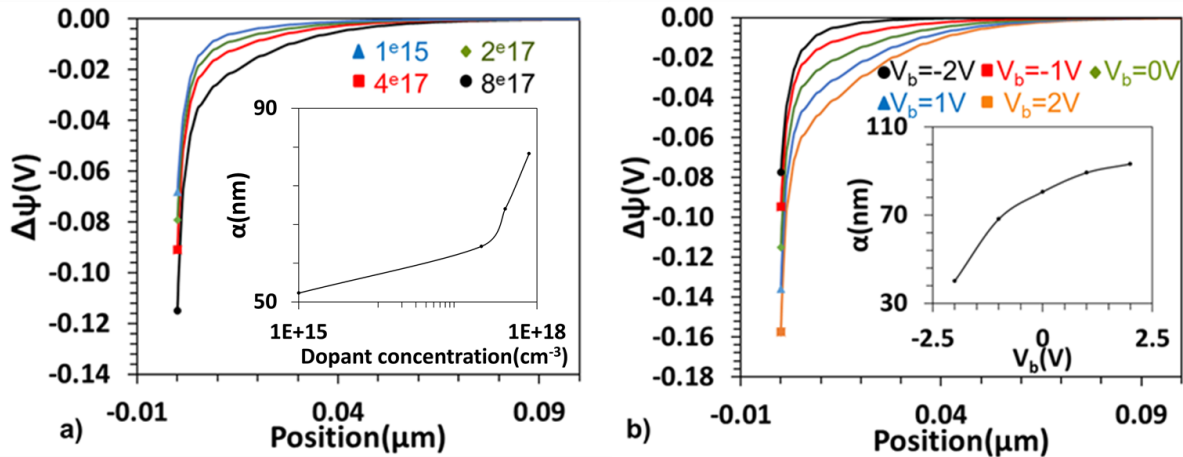 0.00
-0.02
-0.04
-0.06
-0.08
-0.10
-0.12
-0.14
Δψ(V)
1e15 2e17
4e17 8e17
90
50
α(nm)
1E+15 1E+18
Dopant concentration(cm-3)
-0.01 0.04 0.09
a) Position(μm)
0.00
-0.02
-0.04
-0.06
-0.08
-0.10
-0.12
-0.14
-0.16
-0.18
Δψ(V)
Vb=-2V Vb=-1V Vb=0V
Vb=1V Vb=2V
110
70
30
α(nm)
-2.5 0 2.5
Vb(V)
-0.01 0.04 0.09
b) Position(μm)